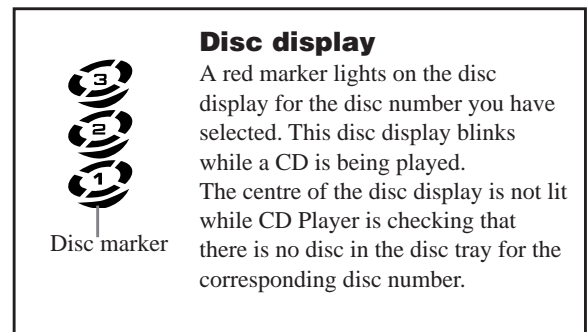 Disc display
3
2
1
Disc marker
A red marker lights on the disc
display for the disc number you have
selected. This disc display blinks
while a CD is being played.
The centre of the disc display is not lit
while CD Player is checking that
there is no disc in the disc tray for the
corresponding disc number.